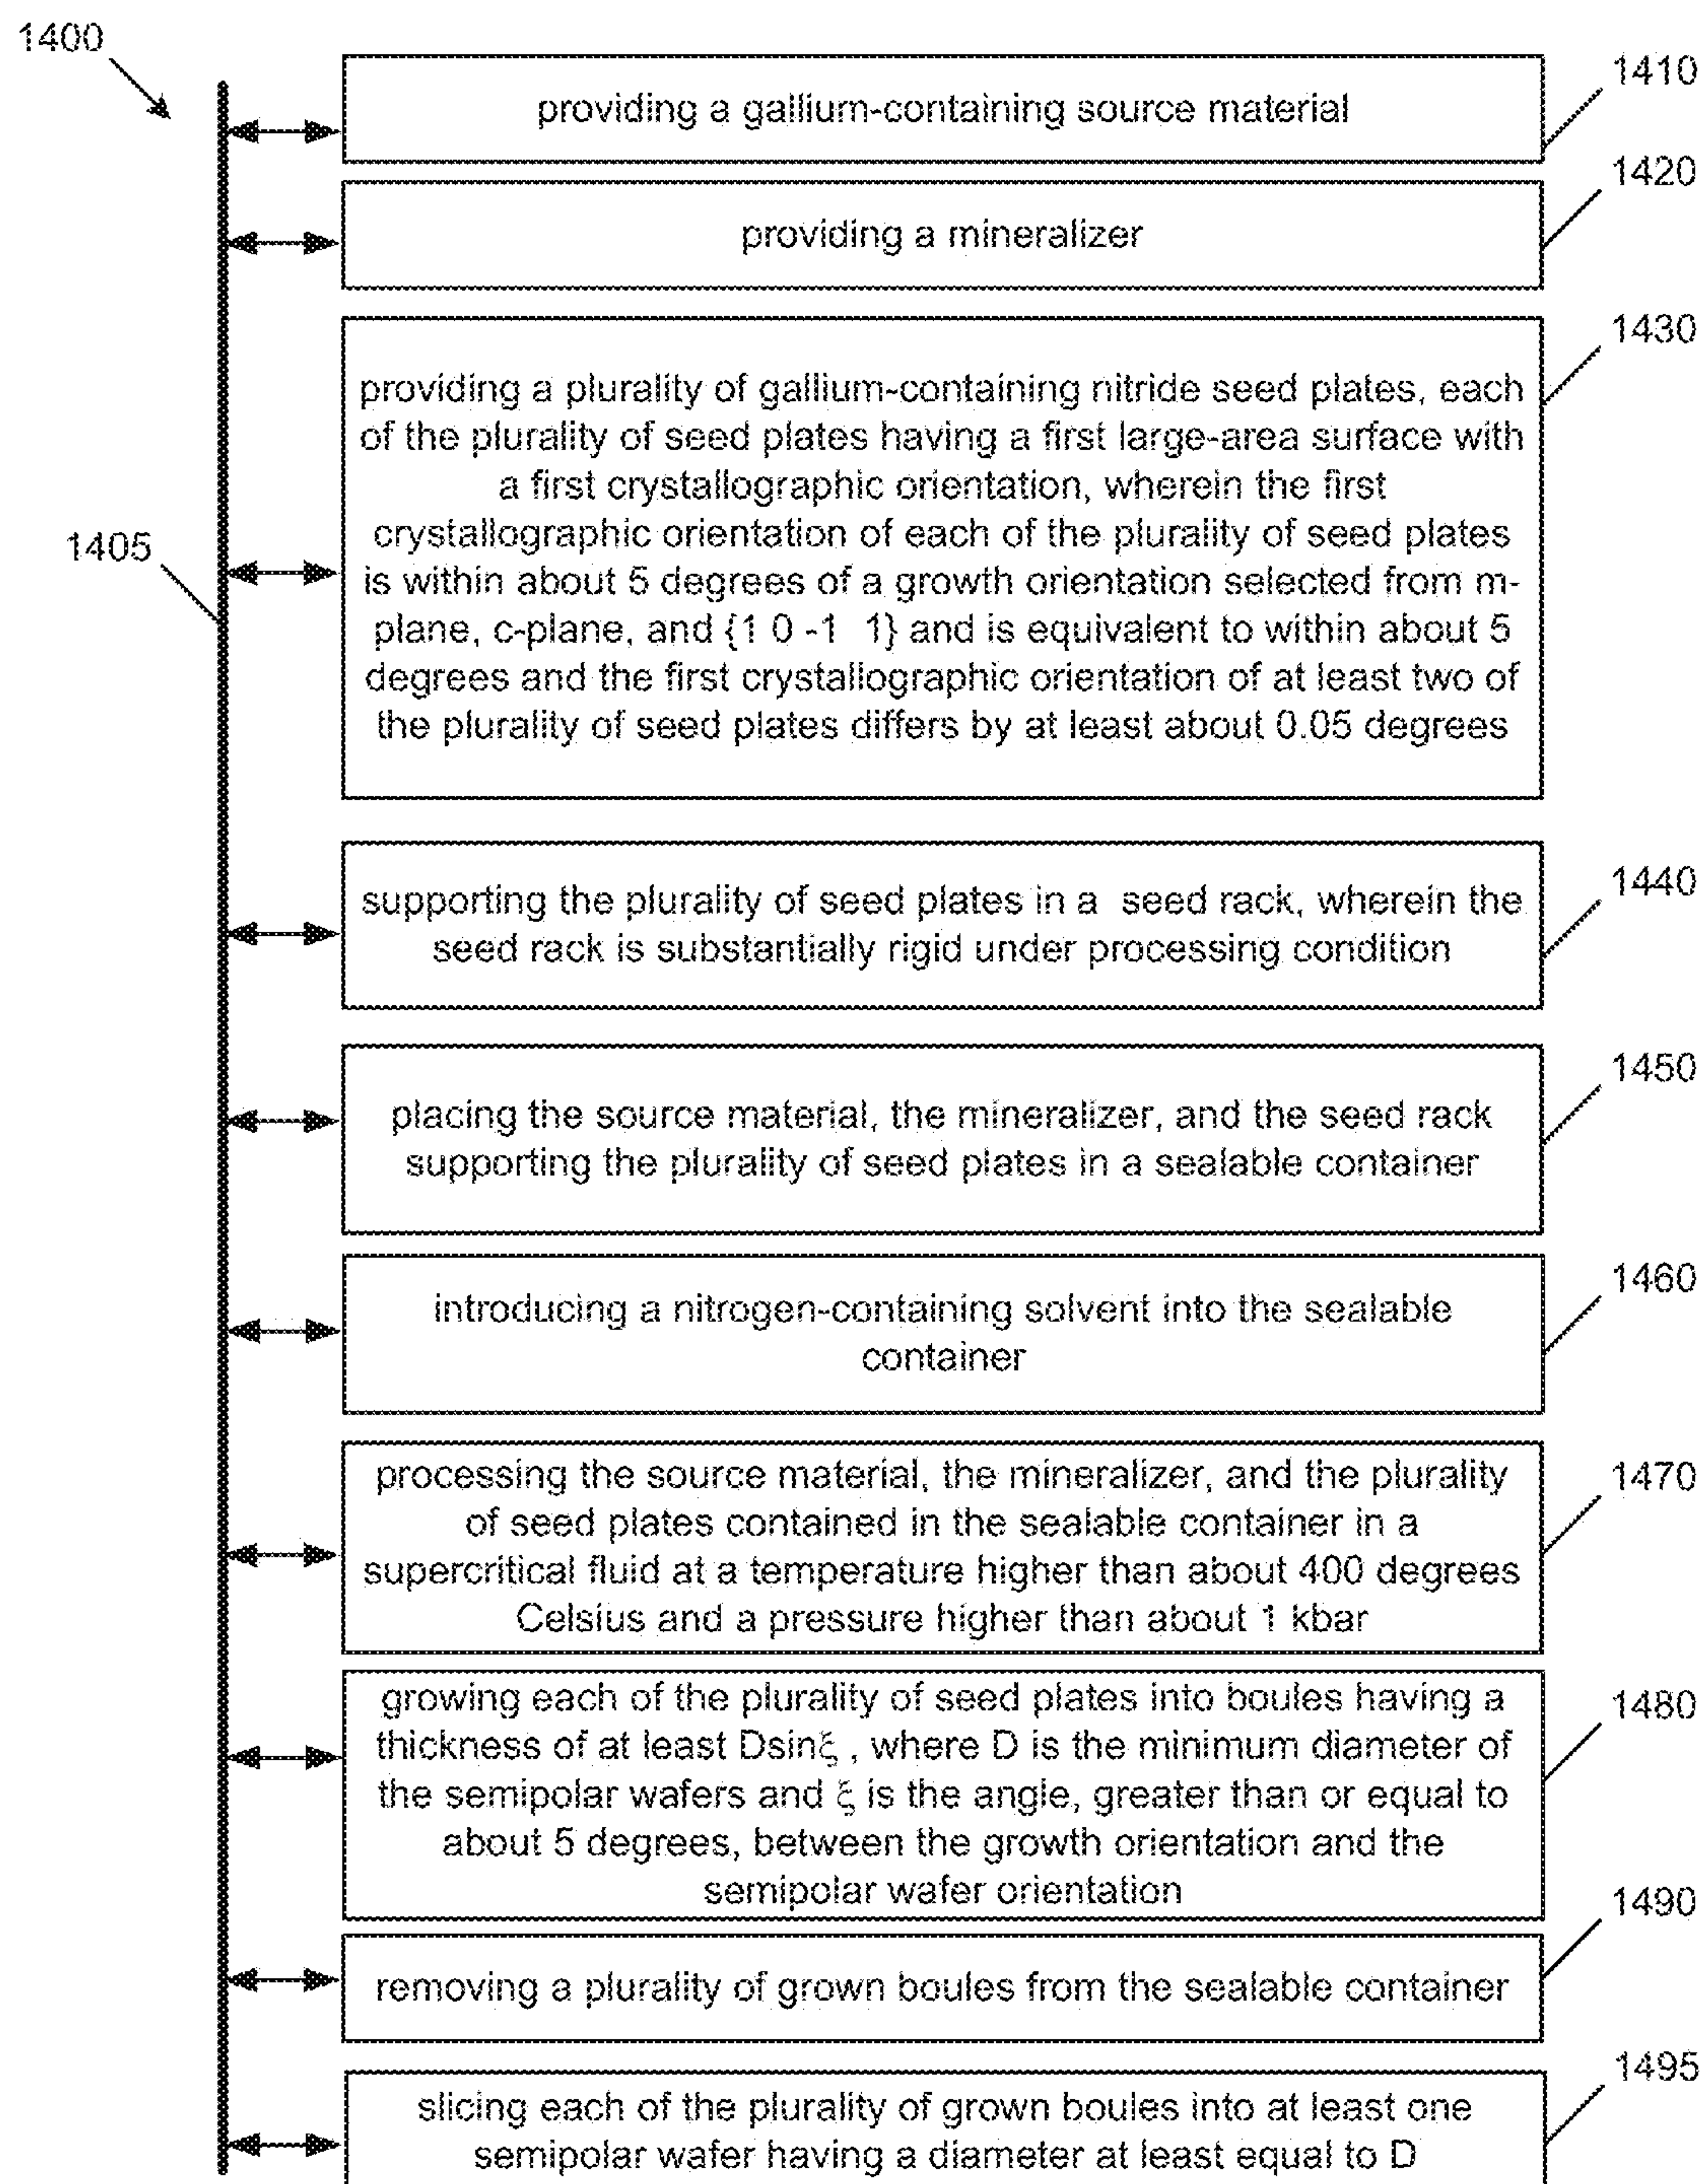 1400
1410
providing a gallium-containing source material
1420
providing a mineralizer
1430
providing a plurality of gallium-containing nitride seed plates, each
of the plurality of seed plates having a first large-area surface with
a first crystallographic orientation, wherein the first
crystallographic orientation of each of the plurality of seed plates
1405
is within about 5 degrees of a growth orientation selected from m-
plane, c-plane, and {1 0 -1 1} and is equivalent to within about 5
degrees and the first crystallographic orientation of at least two of
the plurality of seed plates differs by at least about 0.05 degrees
1440
supporting the plurality of seed plates in a seed rack, wherein the
seed rack is substantially rigid under processing condition
1450
placing the source material, the mineralizer, and the seed rack
supporting the plurality of seed plates in a sealable container
1460
introducing a nitrogen-containing solvent into the sealable
container
1470
processing the source material, the mineralizer, and the plurality
of seed plates contained in the sealable container in a
supercritical fluid at a temperature higher than about 400 degrees
Celsius and a pressure higher than about 1 kbar
1480
growing each of the plurality of seed plates into boules having a
thickness of at least Dsinξ , where D is the minimum diameter of
the semipolar wafers and ξ is the angle, greater than or equal to
about 5 degrees, between the growth orientation and the
semipolar wafer orientation
1490
removing a plurality of grown boules from the sealable container
1495
slicing each of the plurality of grown boules into at least one
semipolar wafer having a diameter at least equal to D